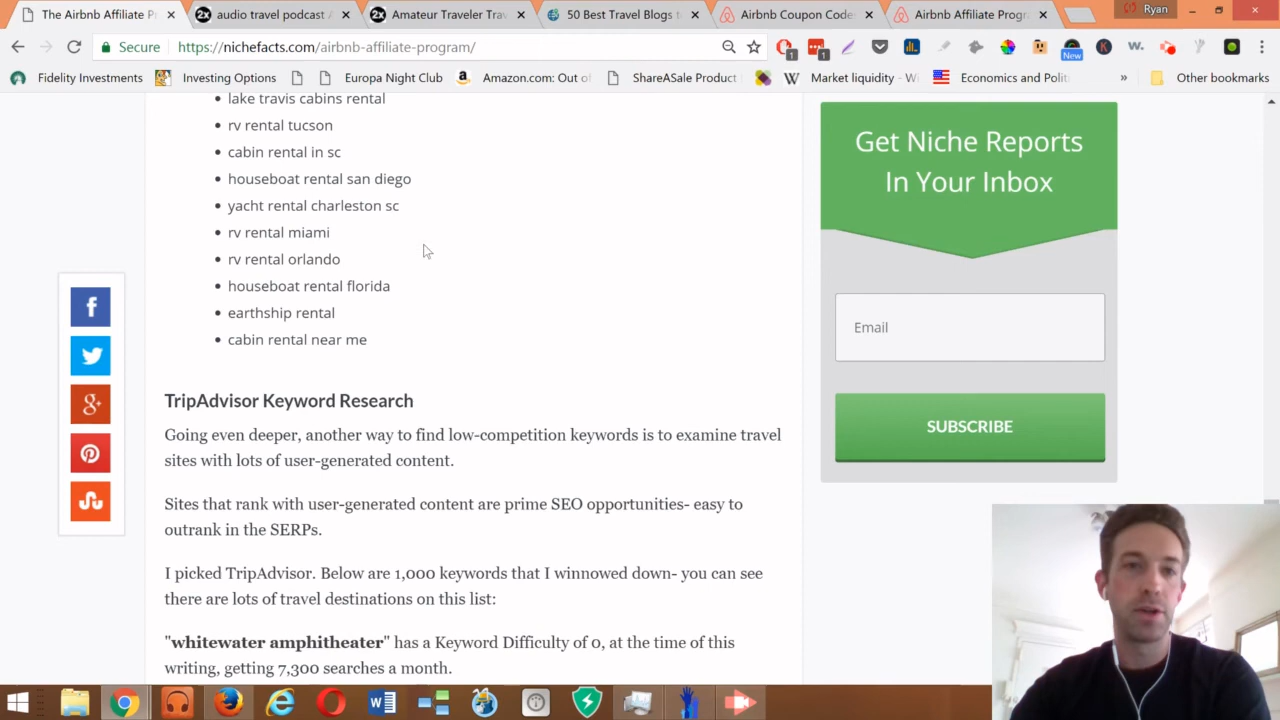 The Airbnb Affiliate P
audio travel podcast
Amateur Traveler Trav
50 Best Travel Blogs to
Airbnb Coupon Code
Airbnb Affiliate Progr
Ryan
Secure
https://nichefacts.com/airbnb-affiliate-program/
Fidelity Investments
Investing Options
Europa Night Club
Amazon.com: Out of
ShareASale Product
Market liquidity - Wi
Economics and Polit
»
Other bookmarks
lake travis cabins rental
rv rental tucson
cabin rental in sc
houseboat rental san diego
yacht rental charleston sc
rv rental miami
rv rental orlando
houseboat rental florida
earthship rental
cabin rental near me
TripAdvisor Keyword Research
Going even deeper, another way to find low-competition keywords is to examine travel
sites with lots of user-generated content.
Sites that rank with user-generated content are prime SEO opportunities- easy to
outrank in the SERPs.
I picked TripAdvisor. Below are 1,000 keywords that I winnowed down- you can see
there are lots of travel destinations on this list:
"whitewater amphitheater" has a Keyword Difficulty of 0, at the time of this
writing, getting 7,300 searches a month.
Get Niche Reports
In Your Inbox
Email
SUBSCRIBE